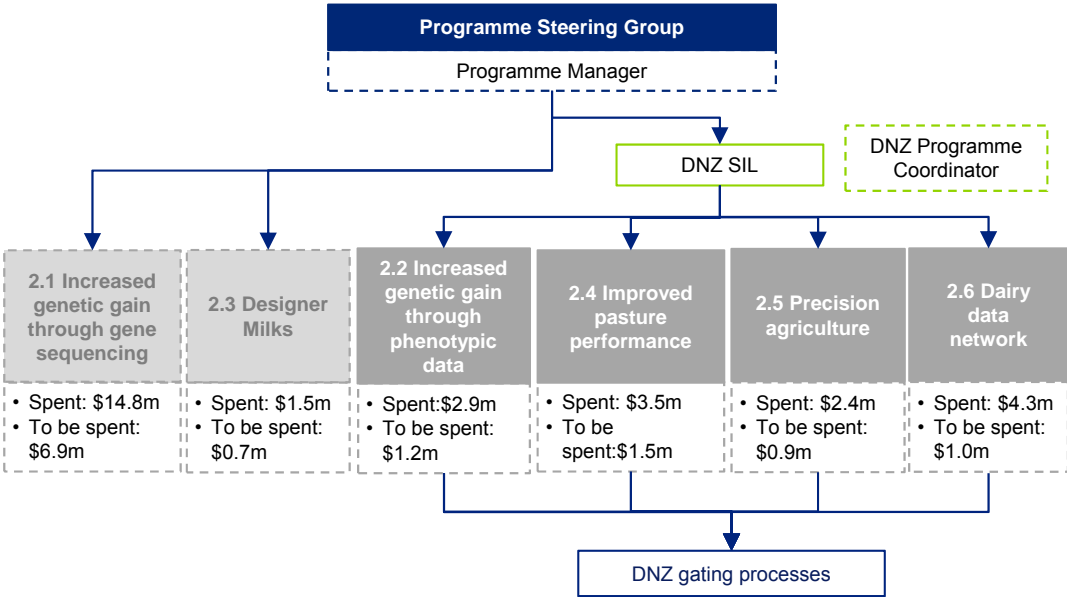 Programme Steering Group
Programme Manager
DNZ SIL
DNZ Programme
Coordinator
2.1 Increased
genetic gain
through gene
sequencing
2.3 Designer
Milks
2.2 Increased
genetic gain
through
phenotypic
data
2.4 Improved
pasture
performance
2.5 Precision
agriculture
2.6 Dairy
data
network
• Spent: $14.8m
• To be spent:
$6.9m
• Spent: $1.5m
• To be spent:
$0.7m
• Spent:$2.9m
• To be spent:
$1.2m
• Spent: $3.5m
• To be
spent:$1.5m
• Spent: $2.4m
• To be spent:
$0.9m
• Spent: $4.3m
• To be spent:
$1.0m
DNZ gating processes